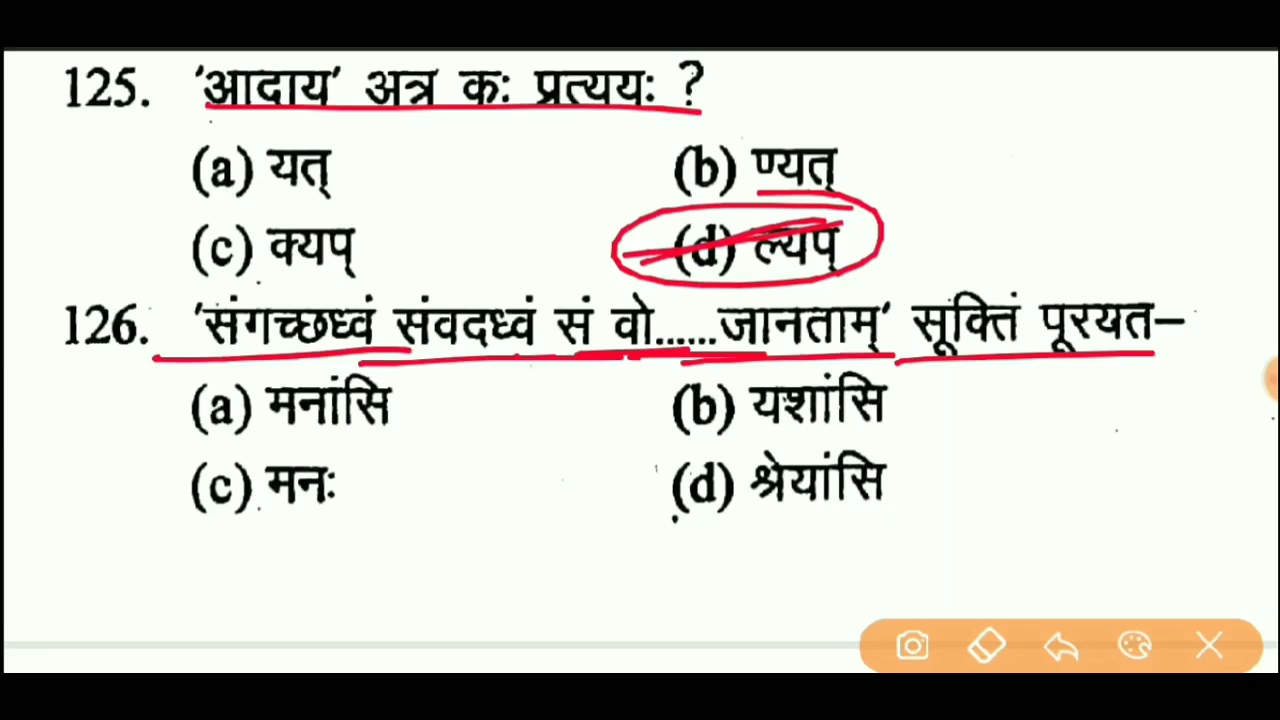 125. 'आदाय' अत्र कः प्रत्ययः ?
(a) यत् (b) ण्यत्
(c) क्यप् (d) ल्यप्
126. 'संगच्छध्वं संवदध्वं सं वो......जानताम्' सूक्तिं पूरयत–
(a) मनांसि (b) यशांसि
(c) मनः (d) श्रेयांसि